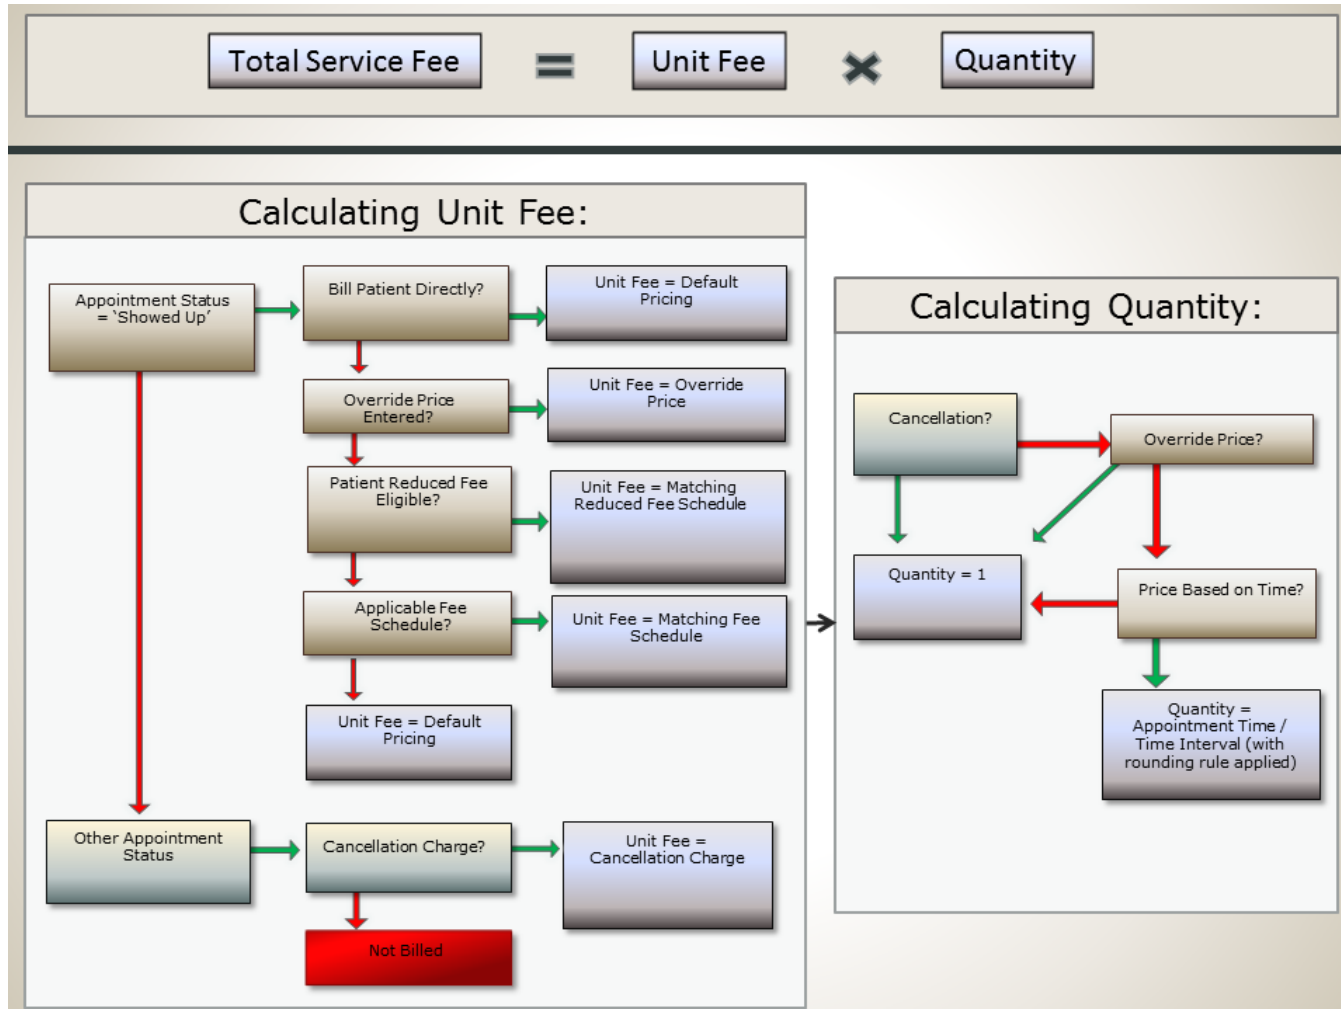 Total Service Fee = Unit Fee × Quantity
Calculating Unit Fee:
Appointment Status
= ‘Showed Up’
Bill Patient Directly?
Unit Fee = Default
Pricing
Override Price
Entered?
Unit Fee = Override
Price
Patient Reduced Fee
Eligible?
Unit Fee = Matching
Reduced Fee Schedule
Applicable Fee
Schedule?
Unit Fee = Matching Fee
Schedule
Unit Fee = Default
Pricing
Other Appointment
Status
Cancellation Charge?
Unit Fee =
Cancellation Charge
Not Billed
Calculating Quantity:
Cancellation?
Override Price?
Quantity = 1
Price Based on Time?
Quantity =
Appointment Time /
Time Interval (with
rounding rule applied)